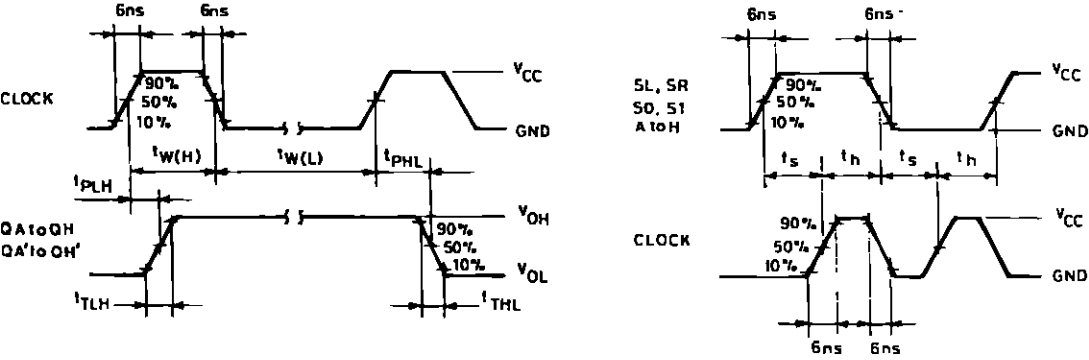 6ns 6ns
CLOCK
90%
50%
10%
VCC
GND
tW(H) tW(L) tPHL
tPLH
QA to QH
QA' to QH'
VOH
90%
50%
10%
VOL
tTLH tTHL
6ns 6ns
SL, SR
S0, S1
A to H
90%
50%
10%
VCC
GND
ts th ts th
CLOCK
90%
50%
10%
VCC
GND
6ns 6ns